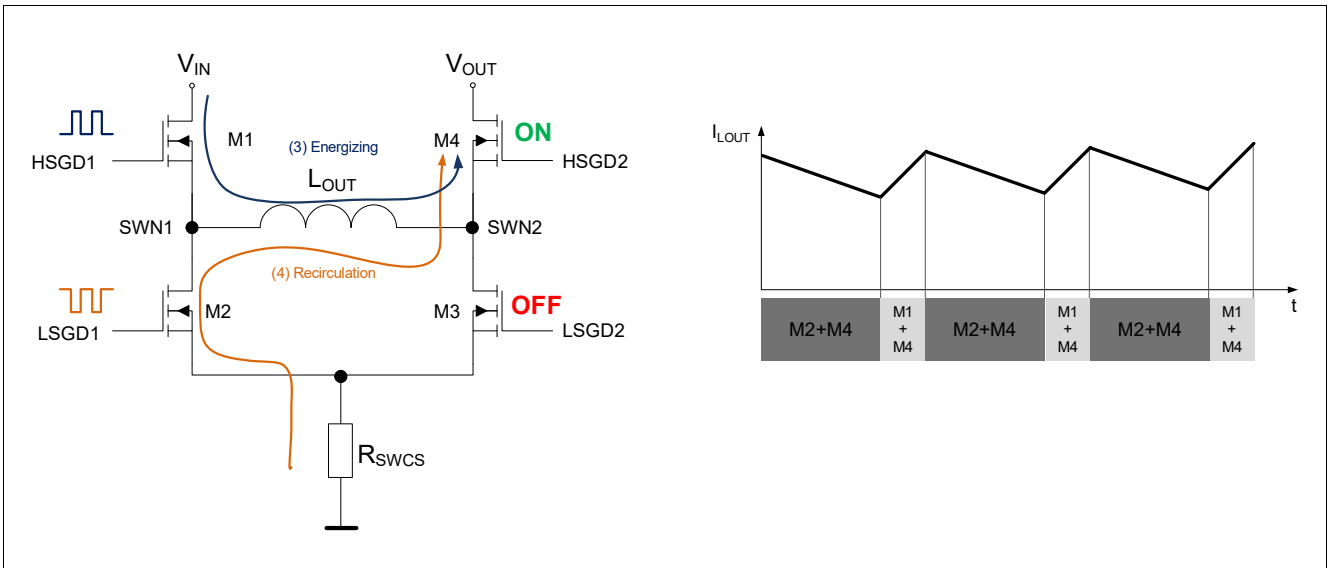 VIN
VOUT
M1
M4
ON
(3) Energizing
HSGD1
HSGD2
LOUT
SWN1
SWN2
(4) Recirculation
M2
M3
OFF
LSGD1
LSGD2
RSWCS
ILOUT
t
M2+M4
M1
+
M4
M2+M4
M1
+
M4
M2+M4
M1
+
M4